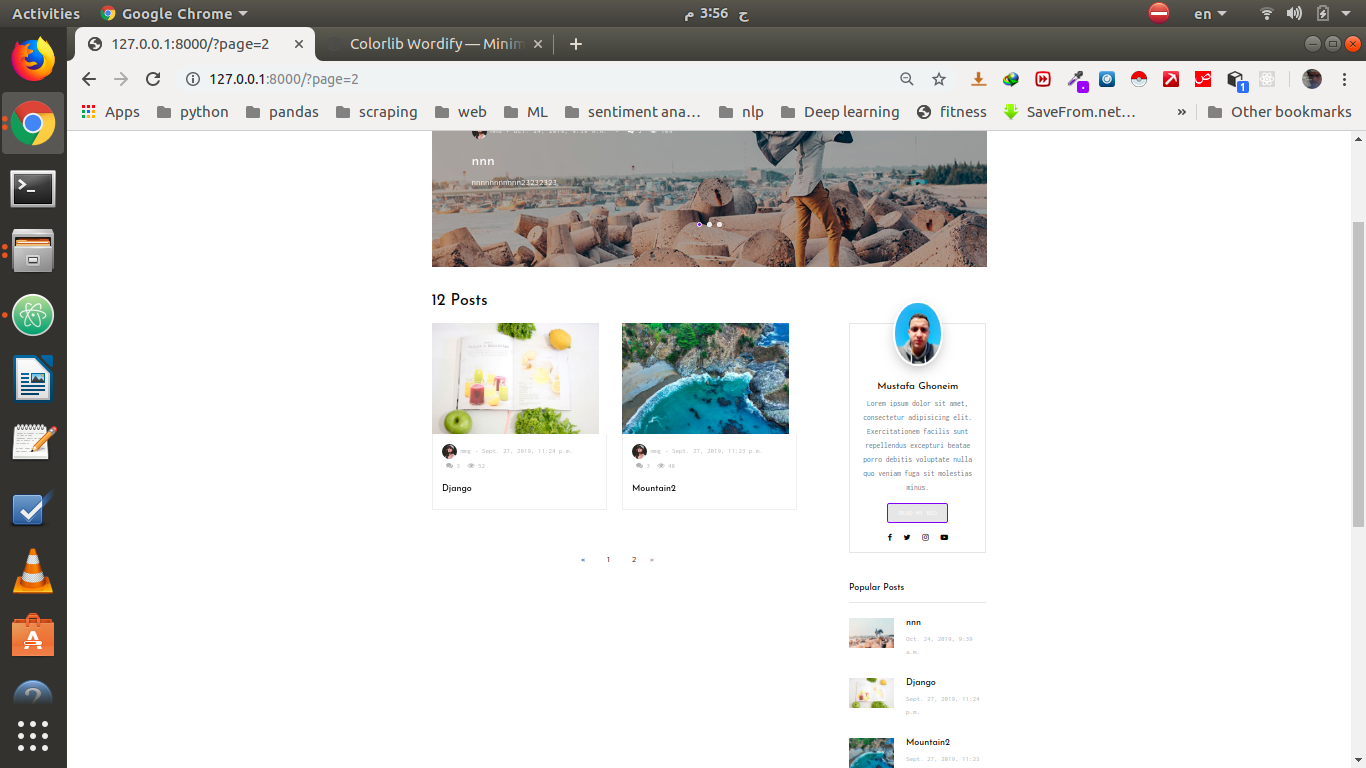 Activities
Google Chrome
ح 3:56 م
en
127.0.0.1:8000/?page=2
Colorlib Wordify — Minim
127.0.0.1:8000/?page=2
Apps
python
pandas
scraping
web
ML
sentiment ana...
nlp
Deep learning
fitness
SaveFrom.net...
»
Other bookmarks
nnn
nnnnnnnnnnn23232323
12 Posts
Mustafa Ghoneim
Lorem ipsum dolor sit amet,
consectetur adipisicing elit.
Exercitationem facilis sunt
repellendus excepturi beatae
porro debitis voluptate nulla
quo veniam fuga sit molestias
minus.
meg - Sept. 27, 2019, 11:24 p.m.
3 52
Django
meg - Sept. 27, 2019, 11:23 p.m.
3 48
Mountain2
« 1 2 »
Popular Posts
nnn
Oct. 24, 2019, 9:39
a.m.
Django
Sept. 27, 2019, 11:24
p.m.
Mountain2
Sept. 27, 2019, 11:23